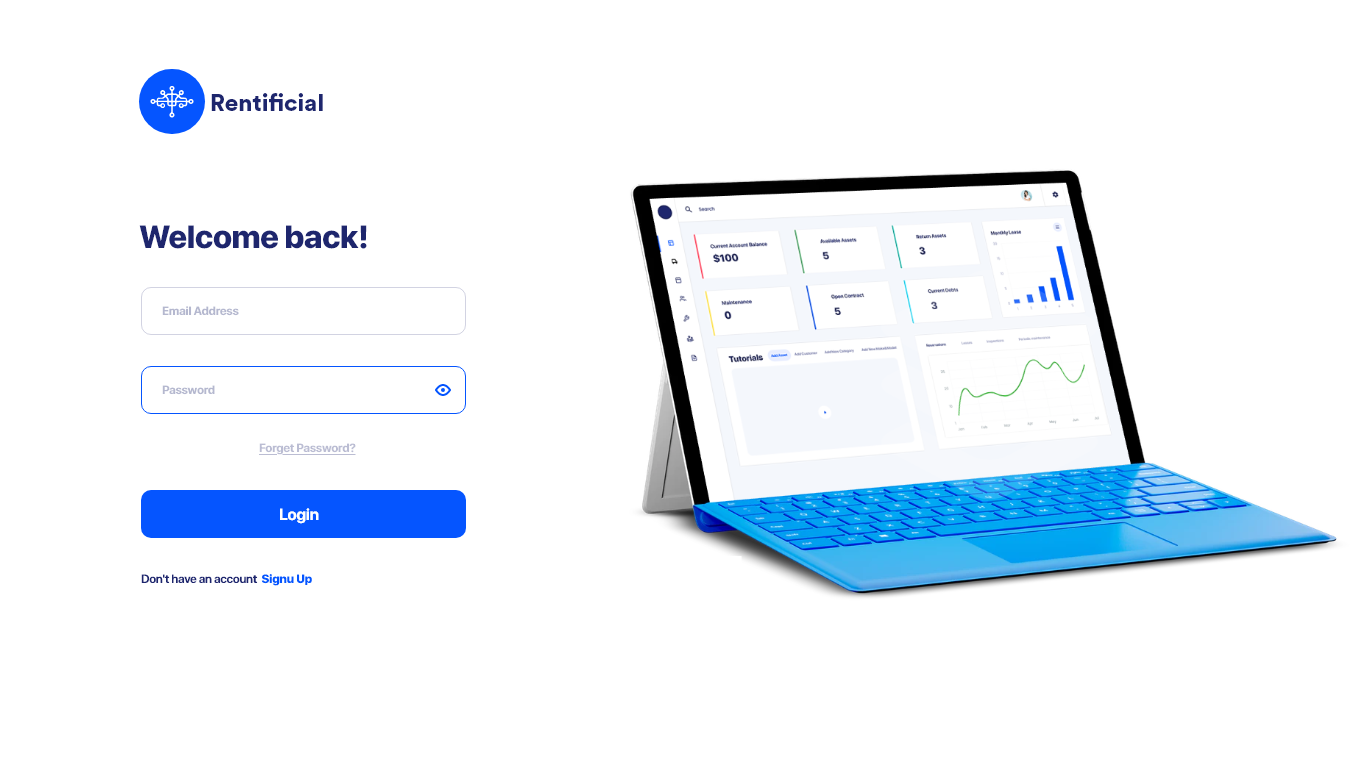 Rentificial
Welcome back!
Email Address
Password
Forget Password?
Login
Don't have an account Signu Up
Search
Current Account Balance
$100
Available Assets
5
Return Assets
3
Monthly Lease
Maintenance
0
Open Contract
5
Current Debts
3
Tutorials